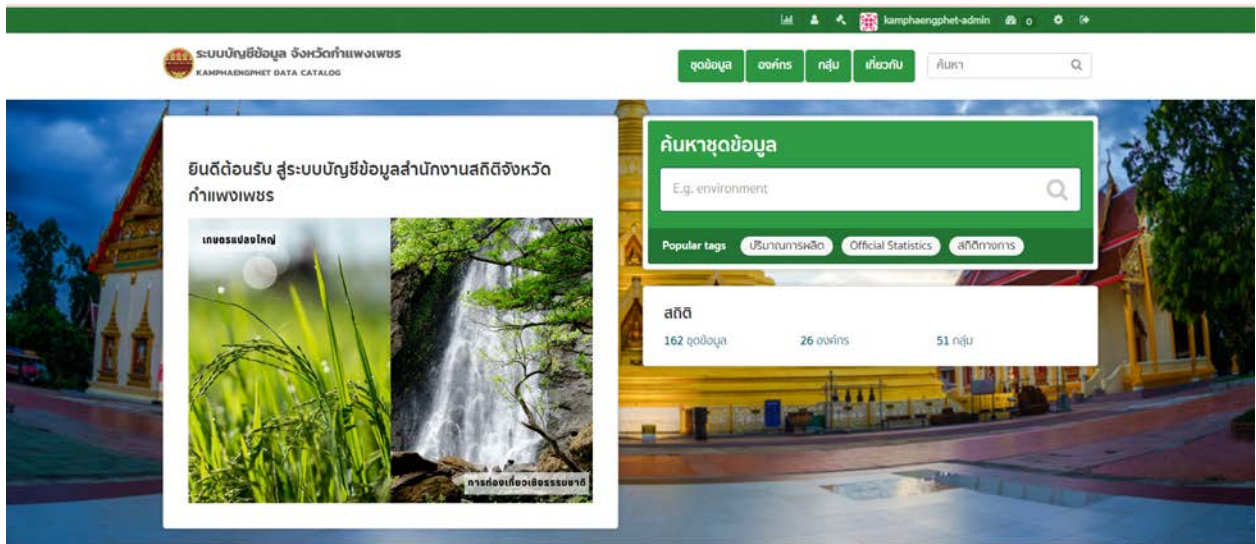 kamphaengphet-admin 0
ระบบบัญชีข้อมูล จังหวัดกำแพงเพชร
KAMPHAENGPHET DATA CATALOG
ชุดข้อมูล องค์กร กลุ่ม เกี่ยวกับ ค้นหา
ยินดีต้อนรับ สู่ระบบบัญชีข้อมูลสำนักงานสถิติจังหวัด
กำแพงเพชร
เกษตรแปลงใหญ่
การท่องเที่ยวเชิงธรรมชาติ
ค้นหาชุดข้อมูล
E.g. environment
Popular tags ปริมาณการผลิต Official Statistics สถิติทางการ
สถิติ
162 ชุดข้อมูล 26 องค์กร 51 กลุ่ม